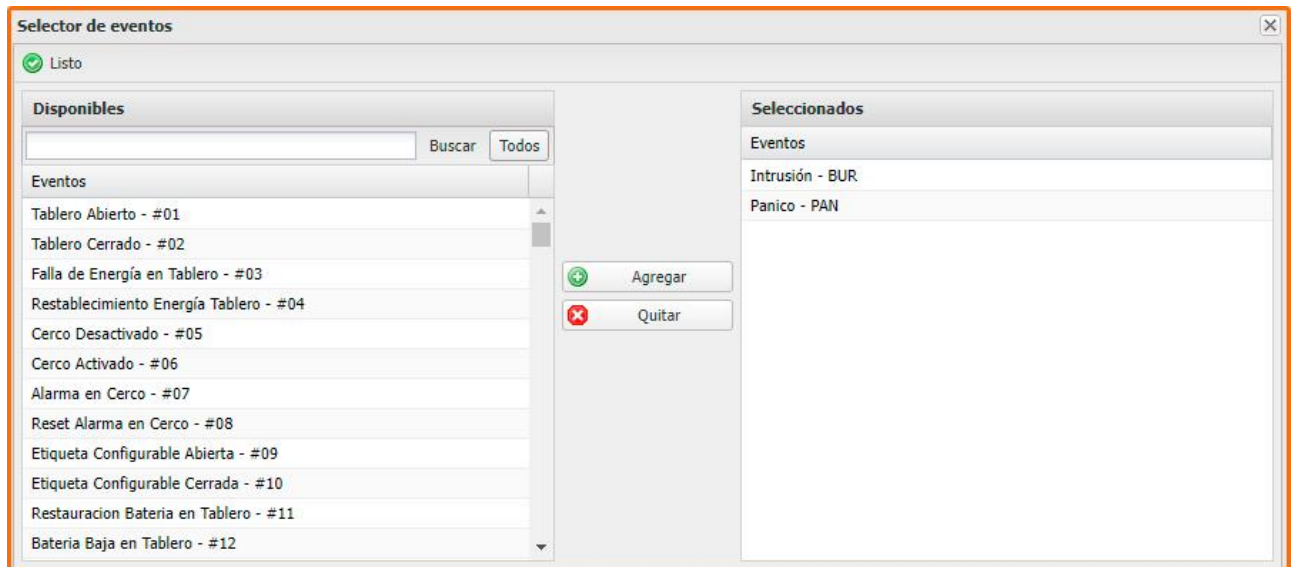 Selector de eventos
Listo
Disponibles
Buscar Todos
Eventos
Tablero Abierto - #01
Tablero Cerrado - #02
Falla de Energía en Tablero - #03
Restablecimiento Energía Tablero - #04
Cerco Desactivado - #05
Cerco Activado - #06
Alarma en Cerco - #07
Reset Alarma en Cerco - #08
Etiqueta Configurable Abierta - #09
Etiqueta Configurable Cerrada - #10
Restauracion Bateria en Tablero - #11
Bateria Baja en Tablero - #12
Agregar
Quitar
Seleccionados
Eventos
Intrusión - BUR
Panico - PAN